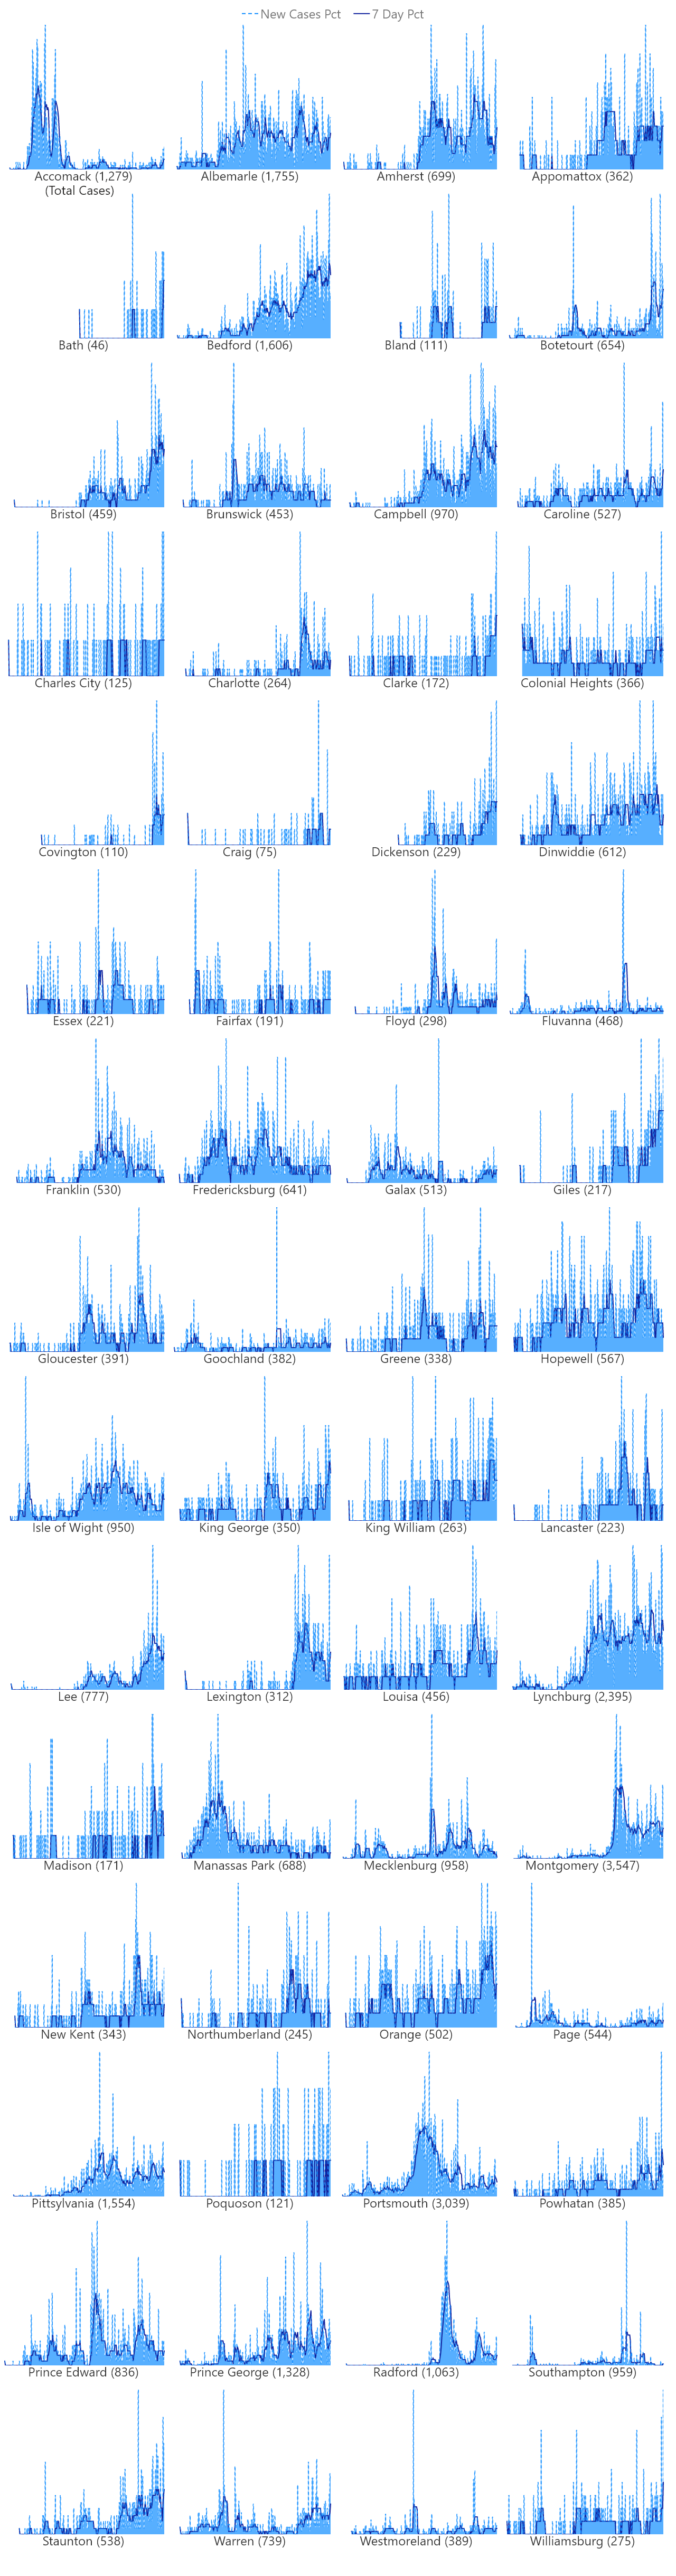 New Cases Pct 7 Day Pct
Accomack (1,279) Albemarle (1,755) Amherst (699) Appomattox (362)
(Total Cases)
Bath (46) Bedford (1,606) Bland (111) Botetourt (654)
Bristol (459) Brunswick (453) Campbell (970) Caroline (527)
Charles City (125) Charlotte (264) Clarke (172) Colonial Heights (366)
Covington (110) Craig (75) Dickenson (229) Dinwiddie (612)
Essex (221) Fairfax (191) Floyd (298) Fluvanna (468)
Franklin (530) Fredericksburg (641) Galax (513) Giles (217)
Gloucester (391) Goochland (382) Greene (338) Hopewell (567)
Isle of Wight (950) King George (350) King William (263) Lancaster (223)
Lee (777) Lexington (312) Louisa (456) Lynchburg (2,395)
Madison (171) Manassas Park (688) Mecklenburg (958) Montgomery (3,547)
New Kent (343) Northumberland (245) Orange (502) Page (544)
Pittsylvania (1,554) Poquoson (121) Portsmouth (3,039) Powhatan (385)
Prince Edward (836) Prince George (1,328) Radford (1,063) Southampton (959)
Staunton (538) Warren (739) Westmoreland (389) Williamsburg (275)